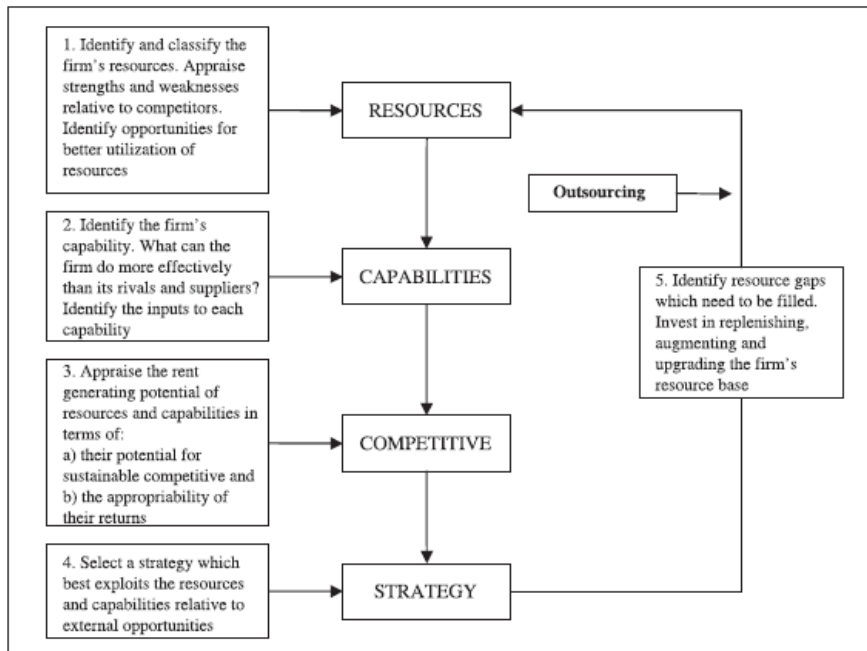 1. Identify and classify the
firm's resources. Appraise
strengths and weaknesses
relative to competitors.
Identify opportunities for
better utilization of
resources
RESOURCES
Outsourcing
2. Identify the firm's
capability. What can the
firm do more effectively
than its rivals and suppliers?
Identify the inputs to each
capability
CAPABILITIES
5. Identify resource gaps
which need to be filled.
Invest in replenishing,
augmenting and
upgrading the firm's
resource base
3. Appraise the rent
generating potential of
resources and capabilities in
terms of:
a) their potential for
sustainable competitive and
b) the appropriability of
their returns
COMPETITIVE
4. Select a strategy which
best exploits the resources
and capabilities relative to
external opportunities
STRATEGY